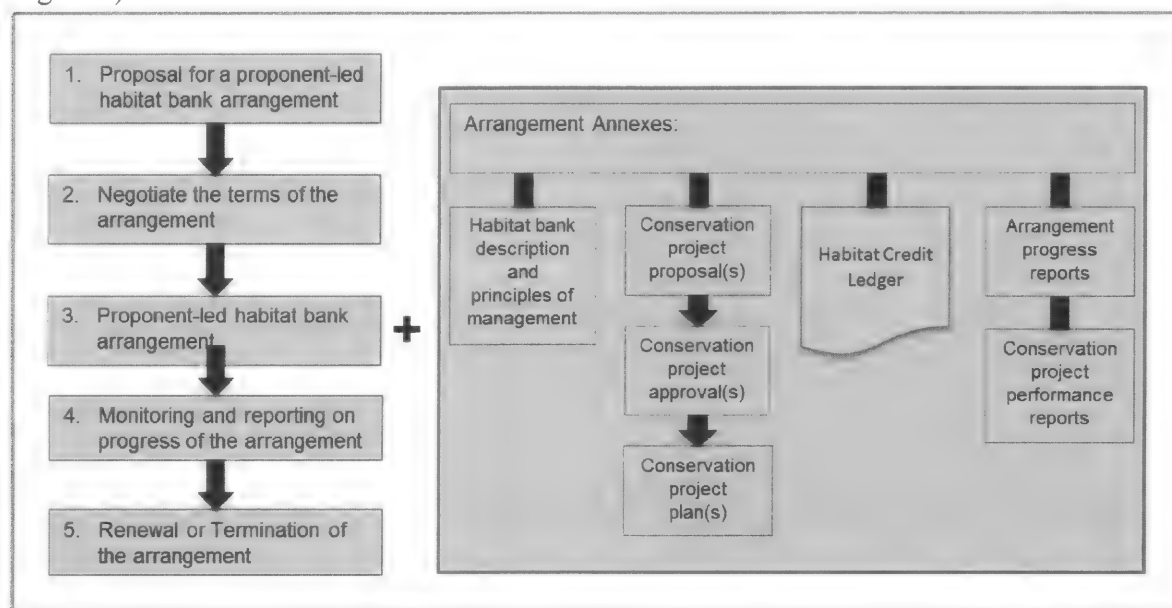 1. Proposal for a proponent-led
habitat bank arrangement
2. Negotiate the terms of the
arrangement
3. Proponent-led habitat bank
arrangement
4. Monitoring and reporting on
progress of the arrangement
5. Renewal or Termination of
the arrangement
+
Arrangement Annexes:
Habitat bank
description
and
principles of
management
Conservation
project
proposal(s)
Conservation
project
approval(s)
Conservation
project
plan(s)
Habitat Credit
Ledger
Arrangement
progress
reports
Conservation
project
performance
reports